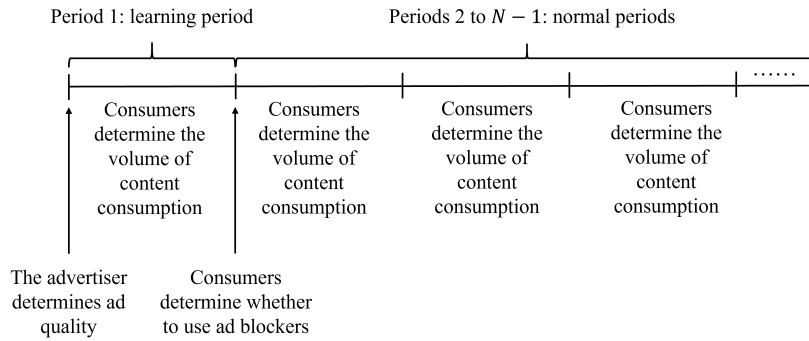 Period 1: learning period
Periods 2 to N − 1: normal periods
......
Consumers
determine the
volume of
content
consumption
Consumers
determine the
volume of
content
consumption
Consumers
determine the
volume of
content
consumption
Consumers
determine the
volume of
content
consumption
The advertiser
determines ad
quality
Consumers
determine whether
to use ad blockers